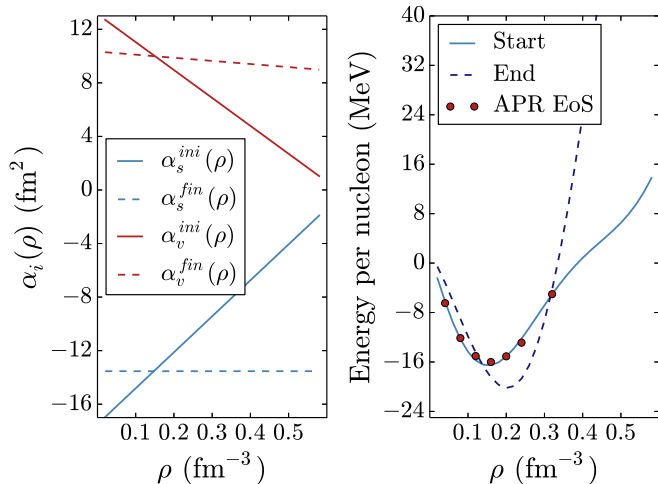 α_i(ρ) (fm²)
12
8
4
0
−4
−8
−12
−16
α_s^{ini}(ρ)
α_s^{fin}(ρ)
α_v^{ini}(ρ)
α_v^{fin}(ρ)
0.1 0.2 0.3 0.4 0.5
ρ (fm⁻³)
Energy per nucleon (MeV)
40
32
24
16
8
0
−8
−16
−24
Start
End
APR EoS
0.1 0.2 0.3 0.4 0.5
ρ (fm⁻³)